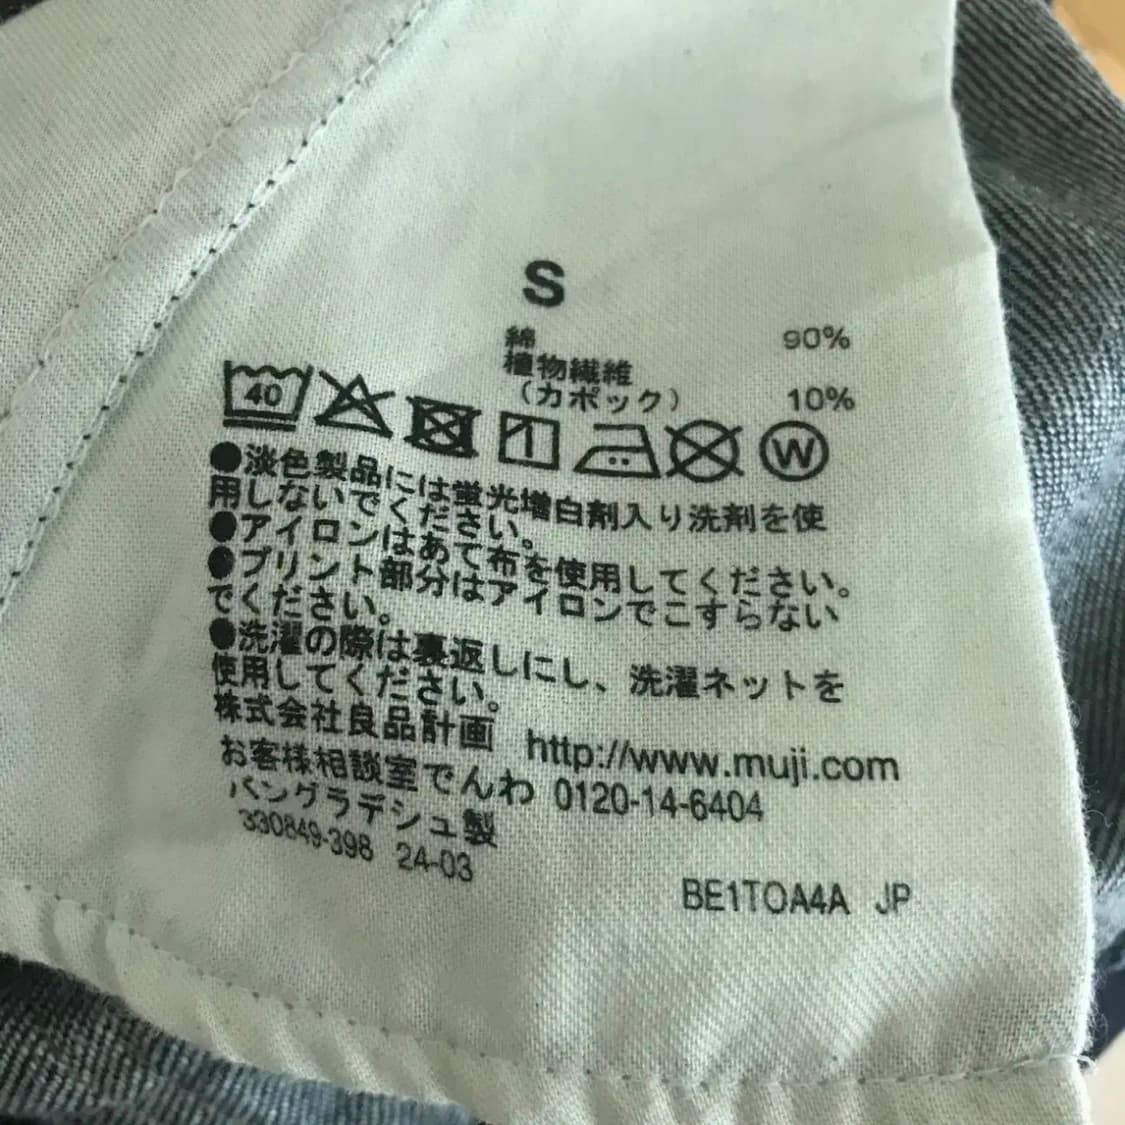 S
綿 90%
植物繊維
（カポック） 10%
40
W
●淡色製品には蛍光増白剤入り洗剤を使
用しないでください。
●アイロンはあて布を使用してください。
●プリント部分はアイロンでこすらない
でください。
●洗濯の際は裏返しにし、洗濯ネットを
使用してください。
株式会社良品計画 http://www.muji.com
お客様相談室でんわ 0120-14-6404
バングラデシュ製
330849-398 24-03
BE1TOA4A JP